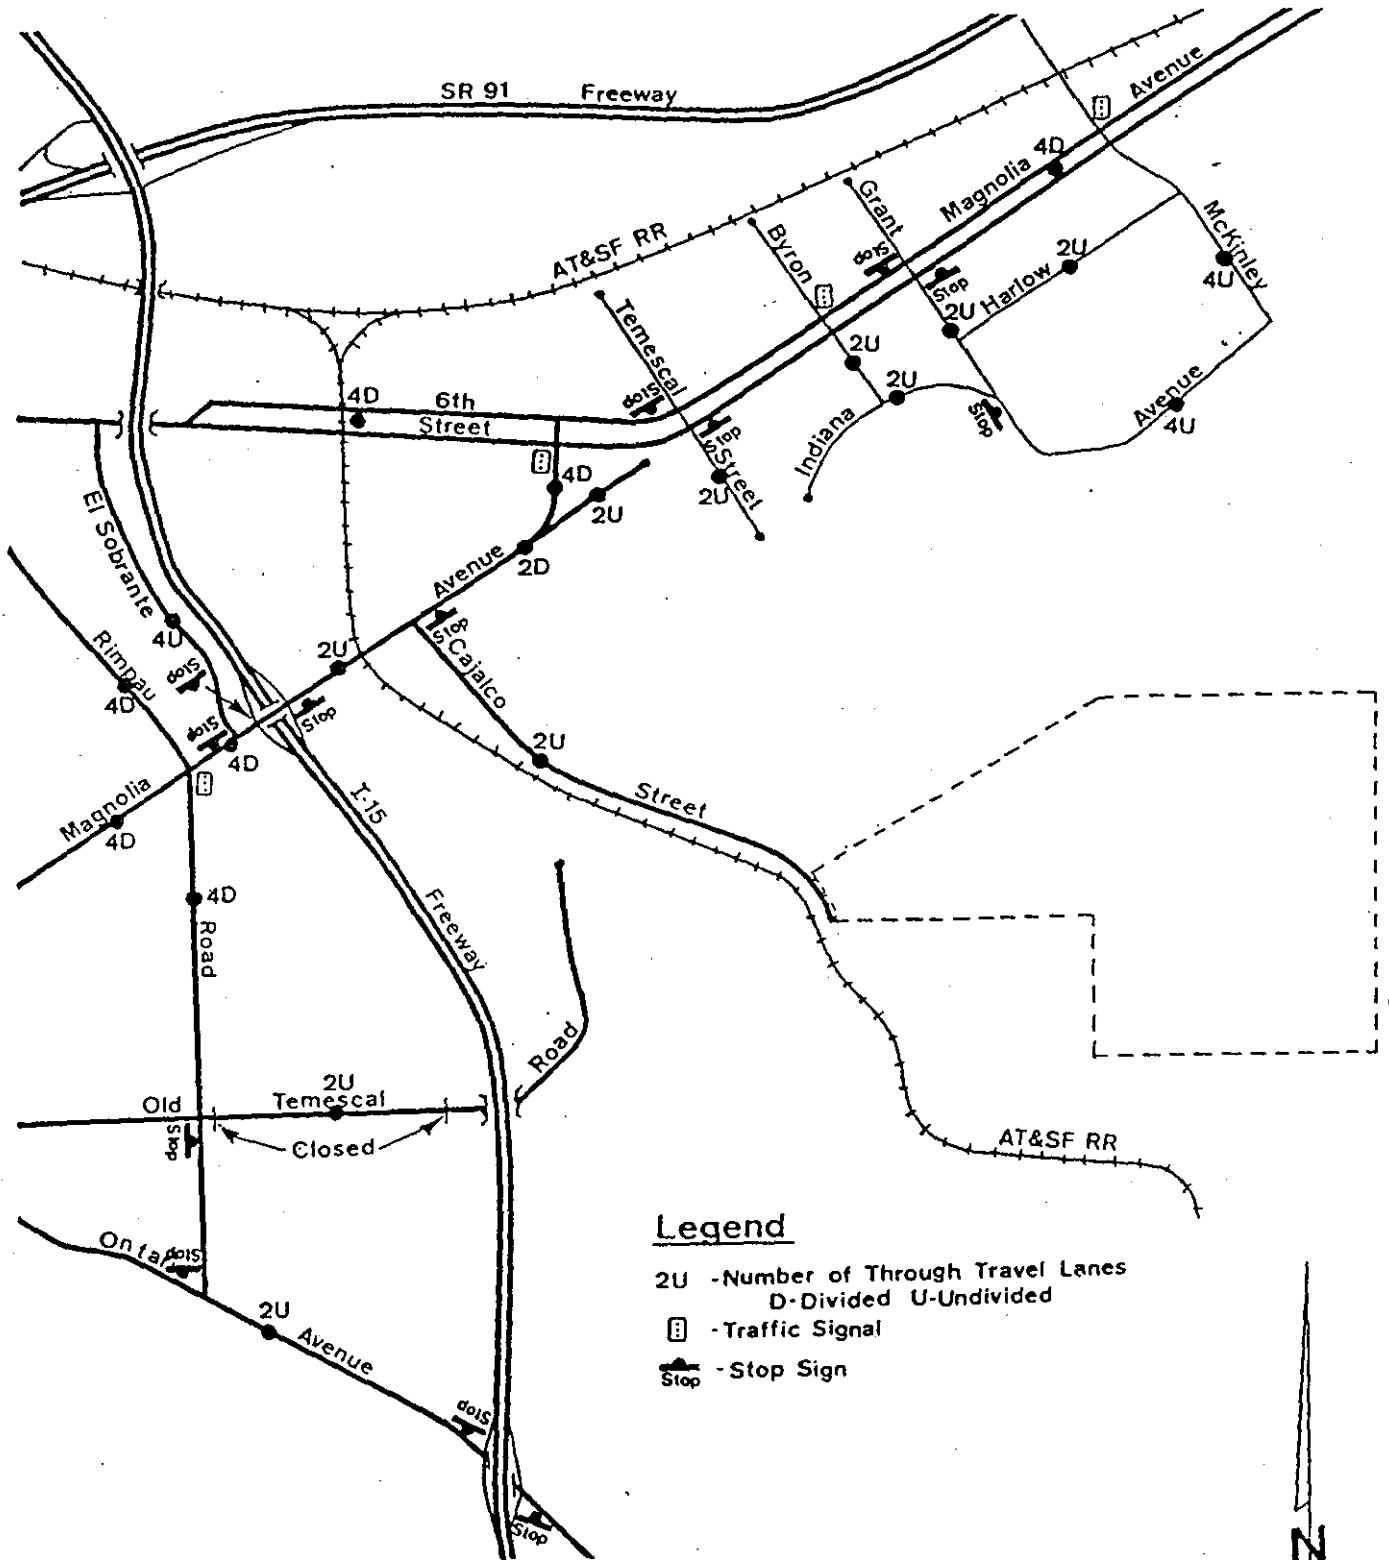 SR 91 Freeway
Avenue
4D
Magnolia
Grant
McKinley
Byron
AT&SF RR
Stop
Stop
2U
Harlow
4U
2U
Temescal
2U
2U
4D
6th
Street
Stop
Stop
Street
2U
Indiana
Stop
Avenue
4U
4D
2U
El Sobrante
Avenue
2D
4U
Rimpau
4D
Stop
Stop
2U
Stop
Cajalco
Stop
4D
2U
Street
Magnolia
4D
I-15
Freeway
4D
Road
Road
Old
2U
Temescal
Closed
Stop
AT&SF RR
Ontar
Stop
2U
Avenue
Stop
Stop
Legend
2U -Number of Through Travel Lanes
D-Divided U-Undivided
-Traffic Signal
Stop -Stop Sign
N